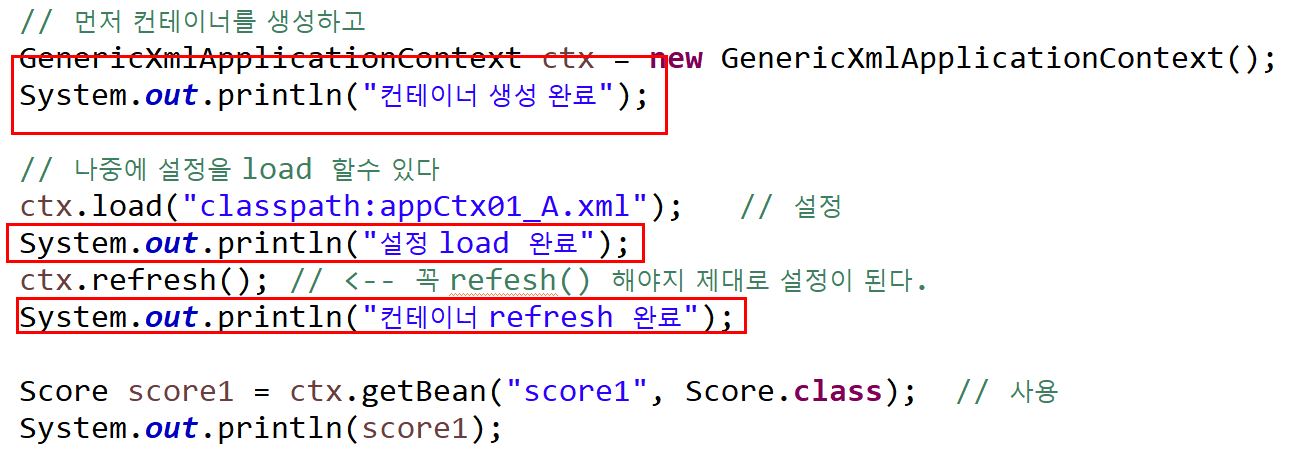 // 먼저 컨테이너를 생성하고
GenericXmlApplicationContext ctx = new GenericXmlApplicationContext();
System.out.println("컨테이너 생성 완료");
// 나중에 설정을 load 할수 있다
ctx.load("classpath:appCtx01_A.xml");   // 설정
System.out.println("설정 load 완료");
ctx.refresh(); // <-- 꼭 refesh() 해야지 제대로 설정이 된다.
System.out.println("컨테이너 refresh 완료");
Score score1 = ctx.getBean("score1", Score.class);  // 사용
System.out.println(score1);